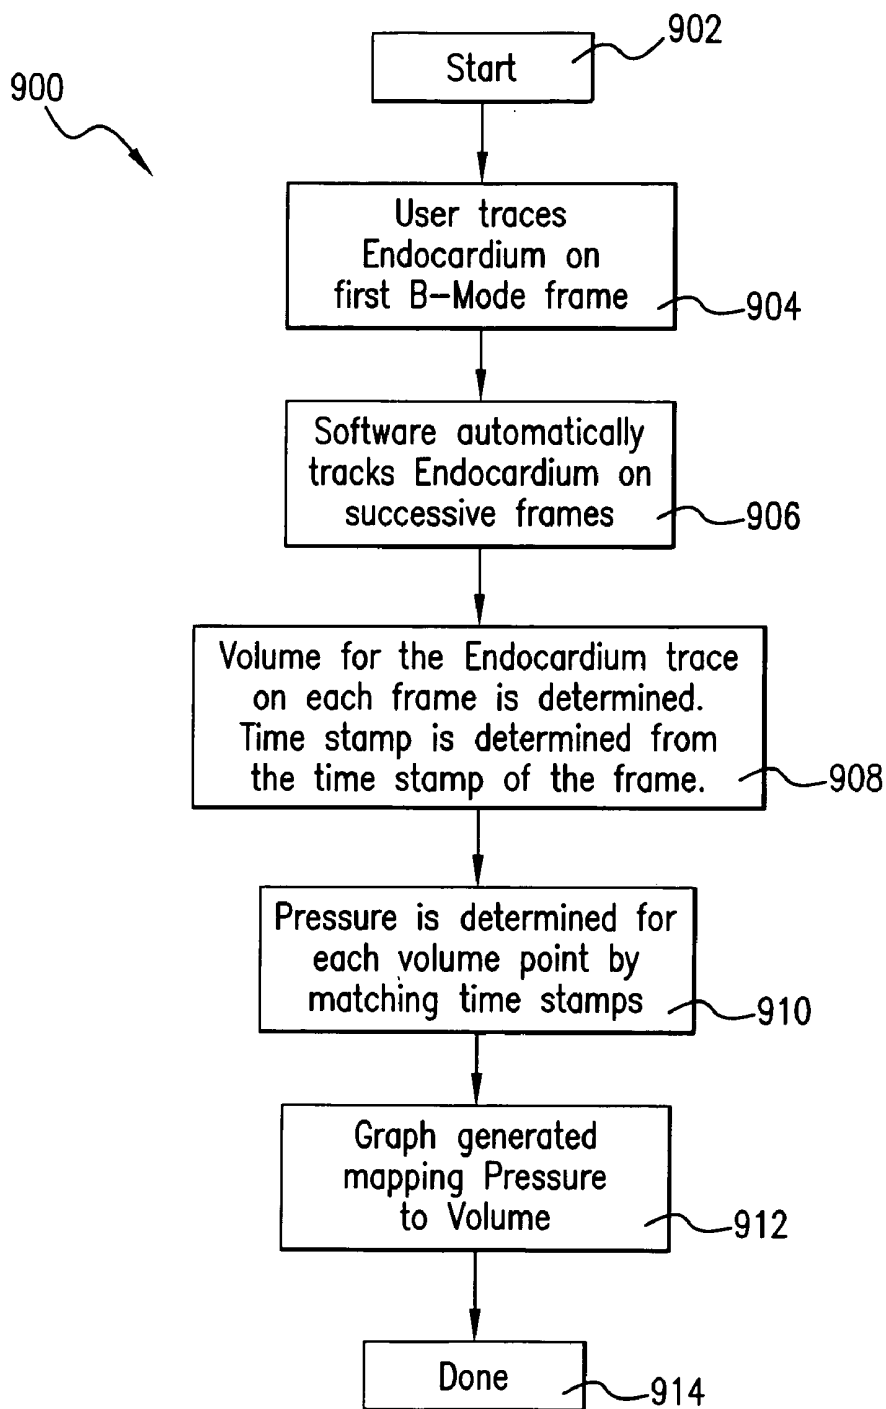 902
Start
900
User traces
Endocardium on
first B-Mode frame
904
Software automatically
tracks Endocardium on
successive frames
906
Volume for the Endocardium trace
on each frame is determined.
Time stamp is determined from
the time stamp of the frame.
908
Pressure is determined for
each volume point by
matching time stamps
910
Graph generated
mapping Pressure
to Volume
912
Done
914